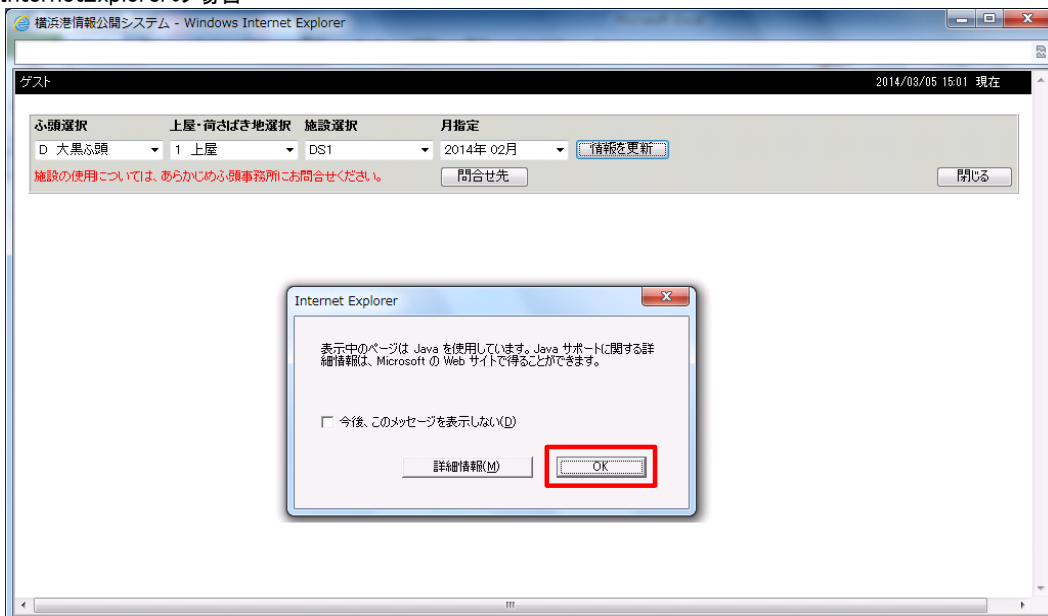 InternetExplorerの場合
横浜港情報公開システム - Windows Internet Explorer
ゲスト 2014/03/05 15:01 現在
ふ頭選択 上屋・荷さばき地選択 施設選択 月指定
D 大黒ふ頭 1 上屋 DS1 2014年 02月 情報を更新
施設の使用については、あらかじめふ頭事務所にお問合せください。 問合せ先 閉じる
Internet Explorer
表示中のページは Java を使用しています。Java サポートに関する詳
細情報は、Microsoft の Web サイトで得ることができます。
今後、このメッセージを表示しない(D)
詳細情報(M) OK